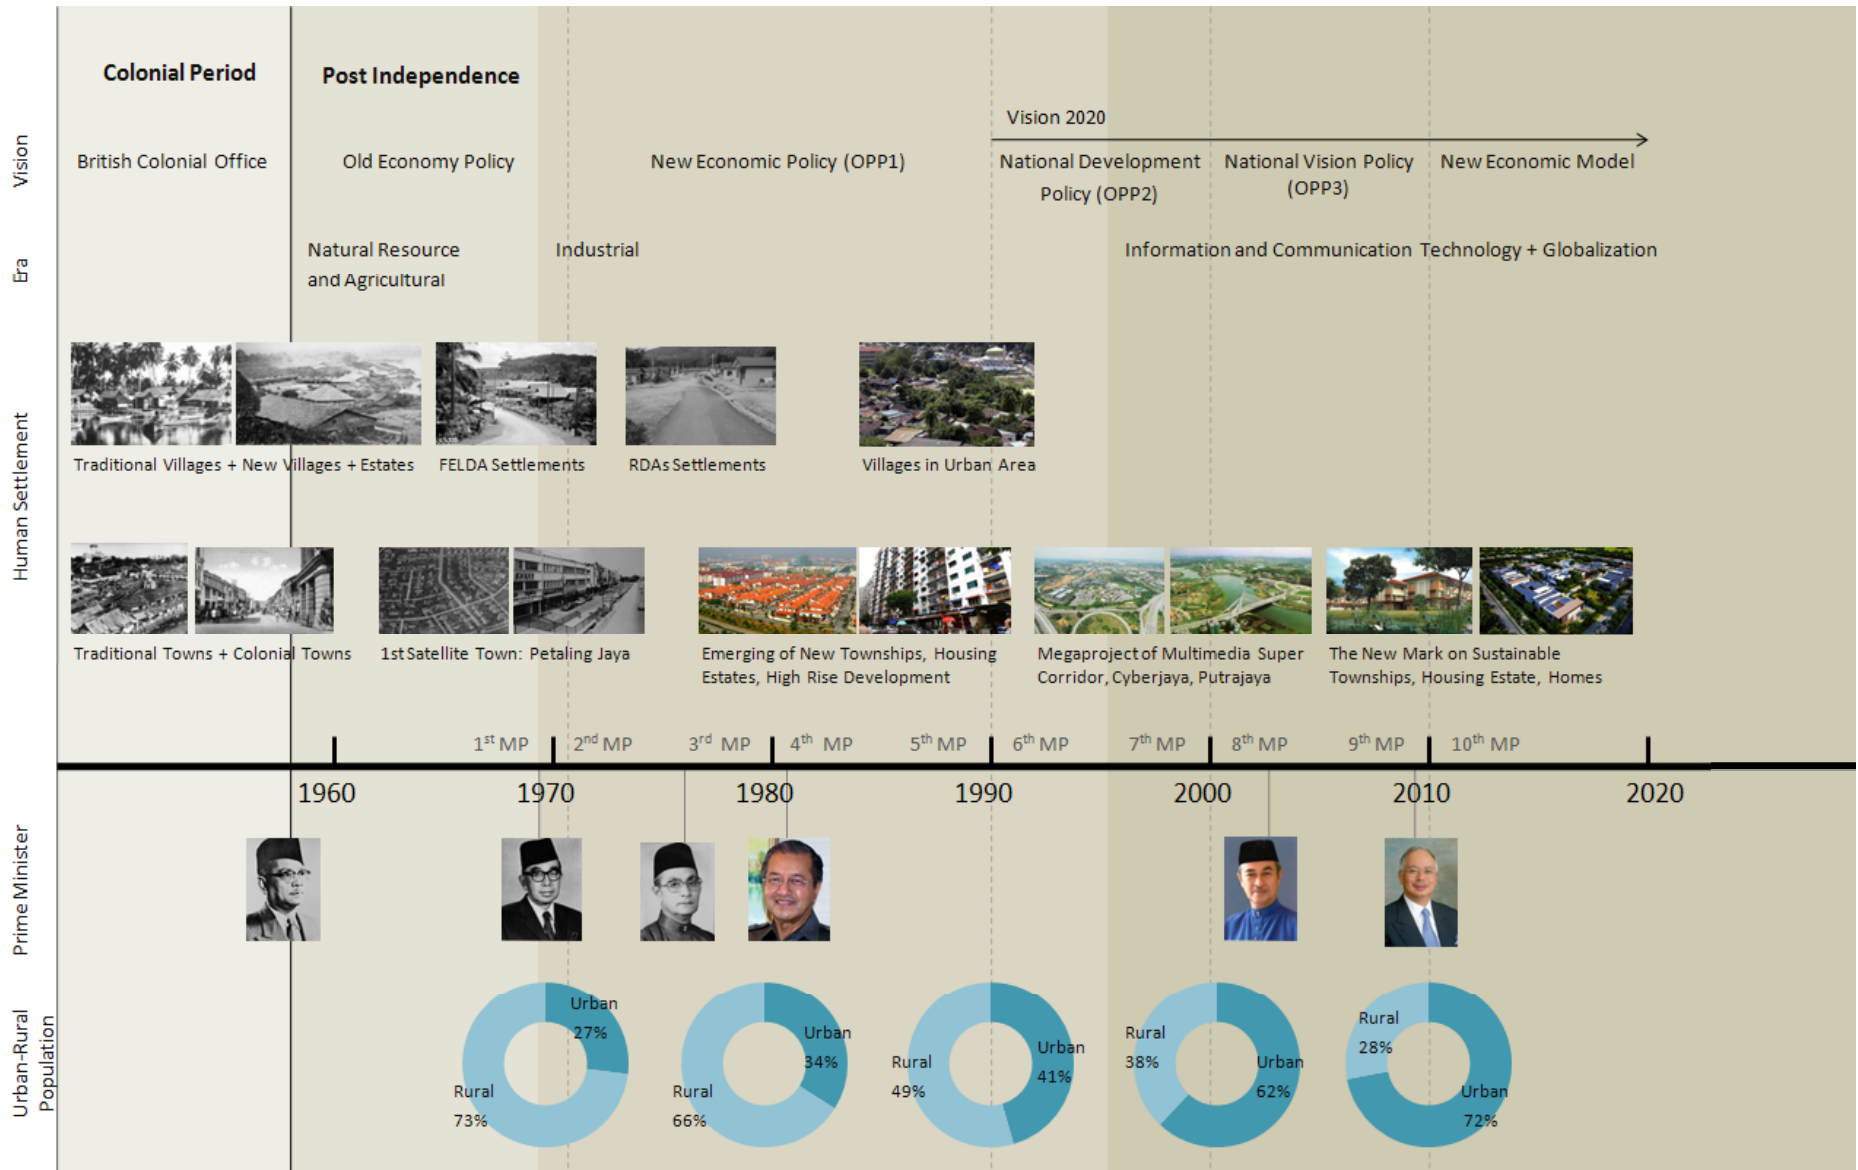 Colonial Period
Post Independence
Vision 2020
Vision
British Colonial Office
Old Economy Policy
New Economic Policy (OPP1)
National Development
Policy (OPP2)
National Vision Policy
(OPP3)
New Economic Model
Era
Natural Resource
and Agricultural
Industrial
Information and Communication Technology + Globalization
Human Settlement
Traditional Villages + New Villages + Estates
FELDA Settlements
RDAs Settlements
Villages in Urban Area
Traditional Towns + Colonial Towns
1st Satellite Town: Petaling Jaya
Emerging of New Townships, Housing
Estates, High Rise Development
Megaproject of Multimedia Super
Corridor, Cyberjaya, Putrajaya
The New Mark on Sustainable
Townships, Housing Estate, Homes
1st MP
2nd MP
3rd MP
4th MP
5th MP
6th MP
7th MP
8th MP
9th MP
10th MP
1960
1970
1980
1990
2000
2010
2020
Prime Minister
Urban-Rural
Population
Urban
27%
Rural
73%
Urban
34%
Rural
66%
Urban
41%
Rural
49%
Rural
38%
Urban
62%
Rural
28%
Urban
72%